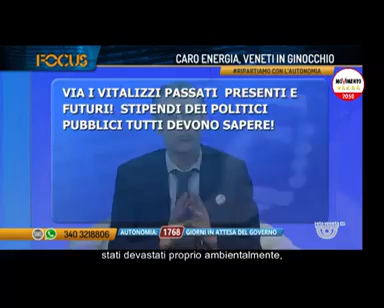 FOCUS
CARO ENERGIA, VENETI IN GINOCCHIO
#RIPARTIAMO CON L'AUTONOMIA
MOVIMENTO
2050
VIA I VITALIZZI PASSATI PRESENTI E
FUTURI! STIPENDI DEI POLITICI
PUBBLICI TUTTI DEVONO SAPERE!
340 3218806
AUTONOMIA: 1768 GIORNI IN ATTESA DEL GOVERNO
stati devastati proprio ambientalmente,